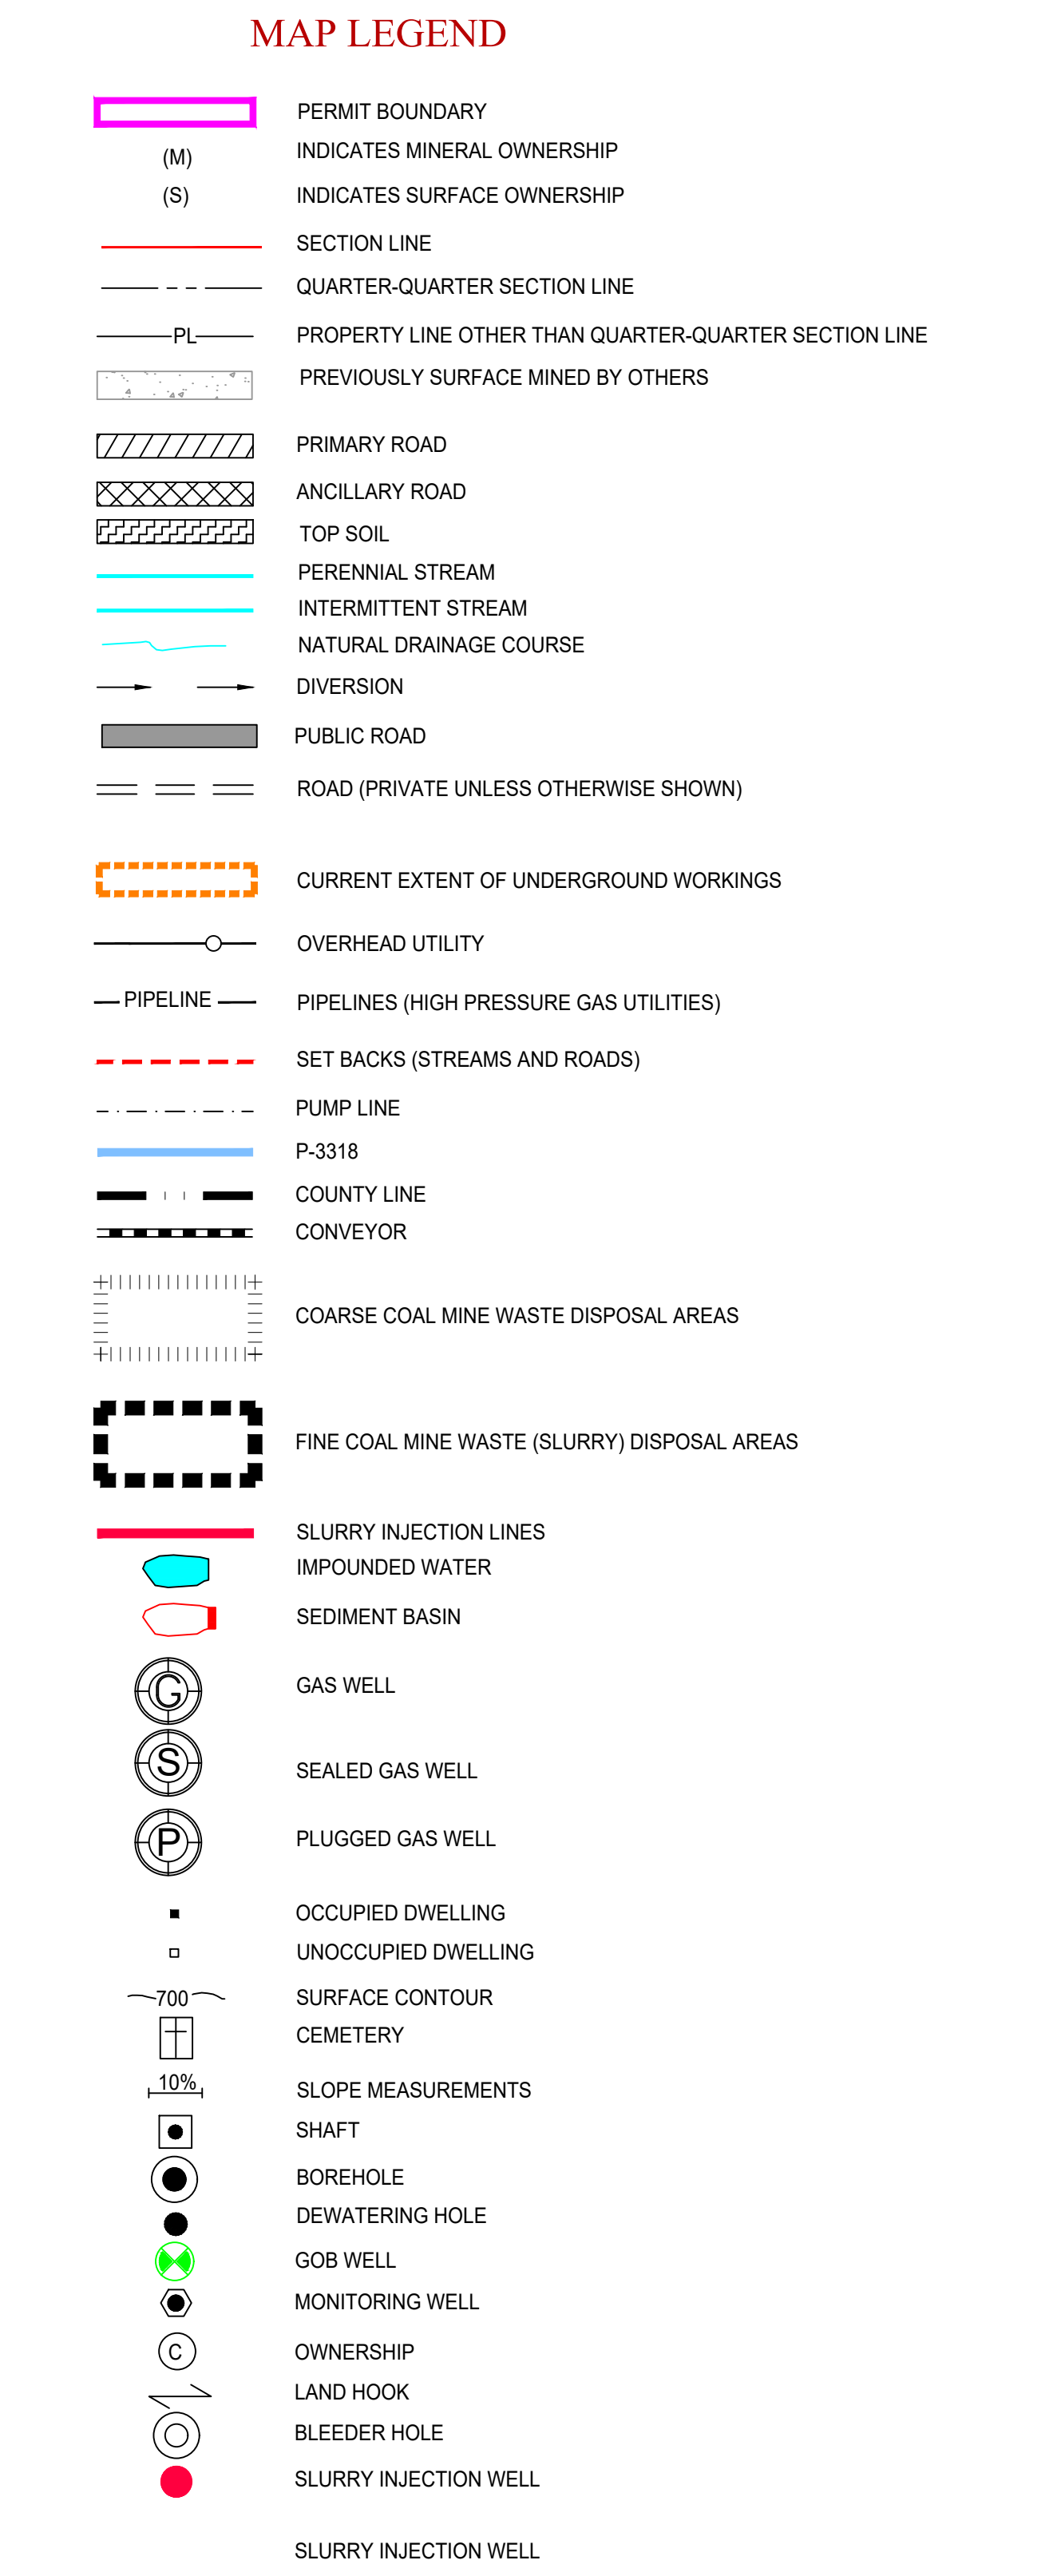 MAP LEGEND
PERMIT BOUNDARY
(M) INDICATES MINERAL OWNERSHIP
(S) INDICATES SURFACE OWNERSHIP
SECTION LINE
QUARTER-QUARTER SECTION LINE
PL PROPERTY LINE OTHER THAN QUARTER-QUARTER SECTION LINE
PREVIOUSLY SURFACE MINED BY OTHERS
PRIMARY ROAD
ANCILLARY ROAD
TOP SOIL
PERENNIAL STREAM
INTERMITTENT STREAM
NATURAL DRAINAGE COURSE
DIVERSION
PUBLIC ROAD
ROAD (PRIVATE UNLESS OTHERWISE SHOWN)
CURRENT EXTENT OF UNDERGROUND WORKINGS
OVERHEAD UTILITY
PIPELINE PIPELINES (HIGH PRESSURE GAS UTILITIES)
SET BACKS (STREAMS AND ROADS)
PUMP LINE
P-3318
COUNTY LINE
CONVEYOR
COARSE COAL MINE WASTE DISPOSAL AREAS
FINE COAL MINE WASTE (SLURRY) DISPOSAL AREAS
SLURRY INJECTION LINES
IMPOUNDED WATER
SEDIMENT BASIN
G GAS WELL
S SEALED GAS WELL
P PLUGGED GAS WELL
OCCUPIED DWELLING
UNOCCUPIED DWELLING
700 SURFACE CONTOUR
CEMETERY
10% SLOPE MEASUREMENTS
SHAFT
BOREHOLE
DEWATERING HOLE
GOB WELL
MONITORING WELL
C OWNERSHIP
LAND HOOK
BLEEDER HOLE
SLURRY INJECTION WELL
SLURRY INJECTION WELL